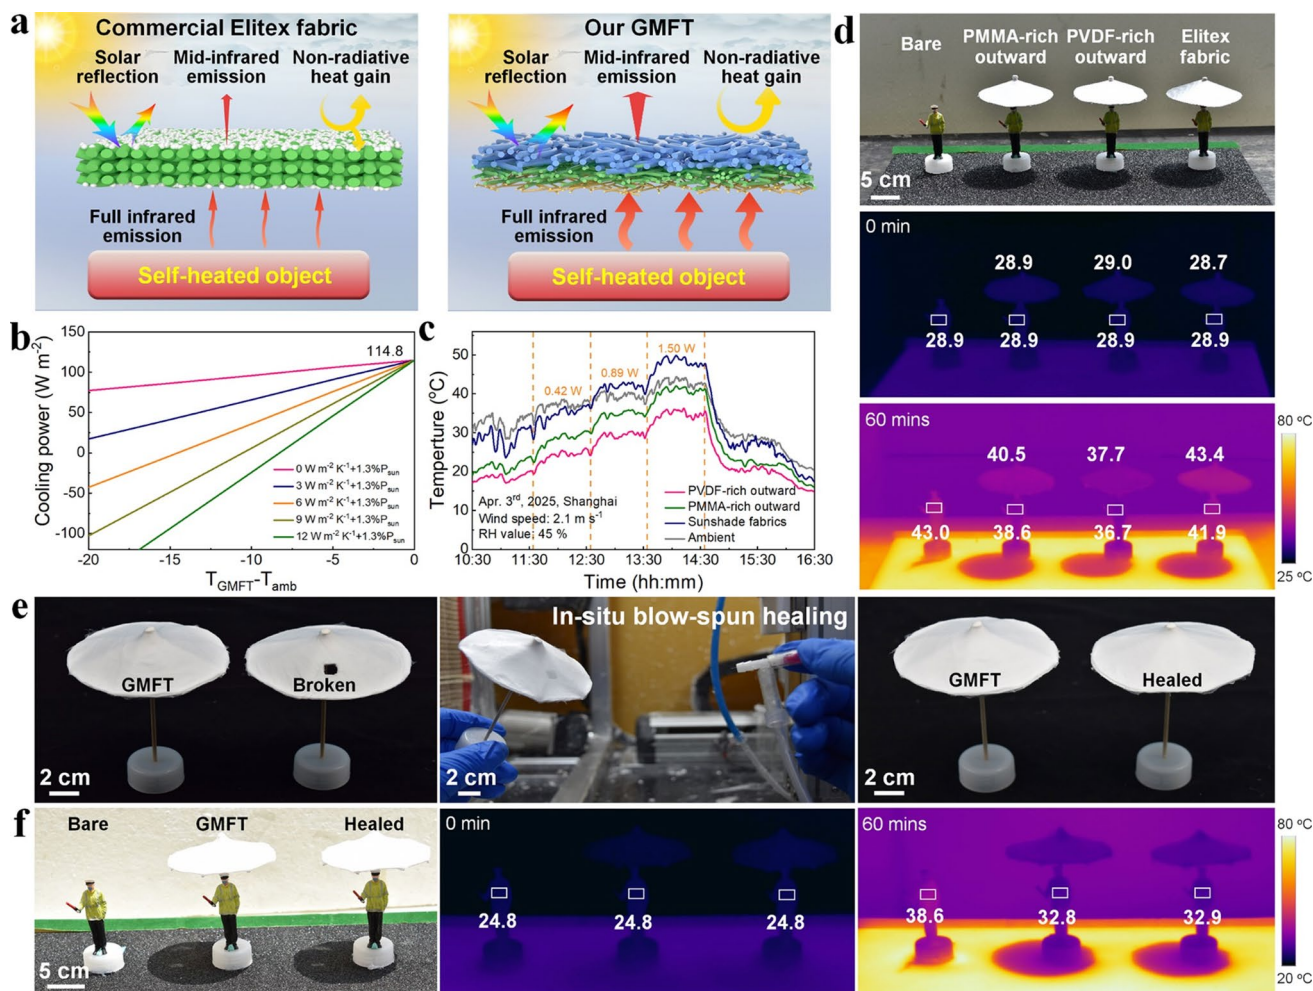 a
Commercial Elitex fabric
Solar
reflection
Mid-infrared
emission
Non-radiative
heat gain
Full infrared
emission
Self-heated object
Our GMFT
Solar
reflection
Mid-infrared
emission
Non-radiative
heat gain
Full infrared
emission
Self-heated object
b
Cooling power (W m⁻²)
150
100
50
0
-50
-100
114.8
0 W m⁻² K⁻¹+1.3%Psun
3 W m⁻² K⁻¹+1.3%Psun
6 W m⁻² K⁻¹+1.3%Psun
9 W m⁻² K⁻¹+1.3%Psun
12 W m⁻² K⁻¹+1.3%Psun
-20 -15 -10 -5 0
T_GMFT-T_amb
c
Temperture (°C)
50
40
30
20
10
0
0.42 W
0.89 W
1.50 W
Apr. 3rd, 2025, Shanghai
Wind speed: 2.1 m s⁻¹
RH value: 45 %
PVDF-rich outward
PMMA-rich outward
Sunshade fabrics
Ambient
10:30 11:30 12:30 13:30 14:30 15:30 16:30
Time (hh:mm)
d
Bare
PMMA-rich
outward
PVDF-rich
outward
Elitex
fabric
5 cm
0 min
28.9 29.0 28.7
28.9 28.9 28.9 28.9
60 mins
40.5 37.7 43.4
43.0 38.6 36.7 41.9
80 °C
25 °C
e
GMFT
Broken
2 cm
In-situ blow-spun healing
2 cm
GMFT
Healed
2 cm
f
Bare
GMFT
Healed
5 cm
0 min
24.8 24.8 24.8
60 mins
38.6 32.8 32.9
80 °C
20 °C